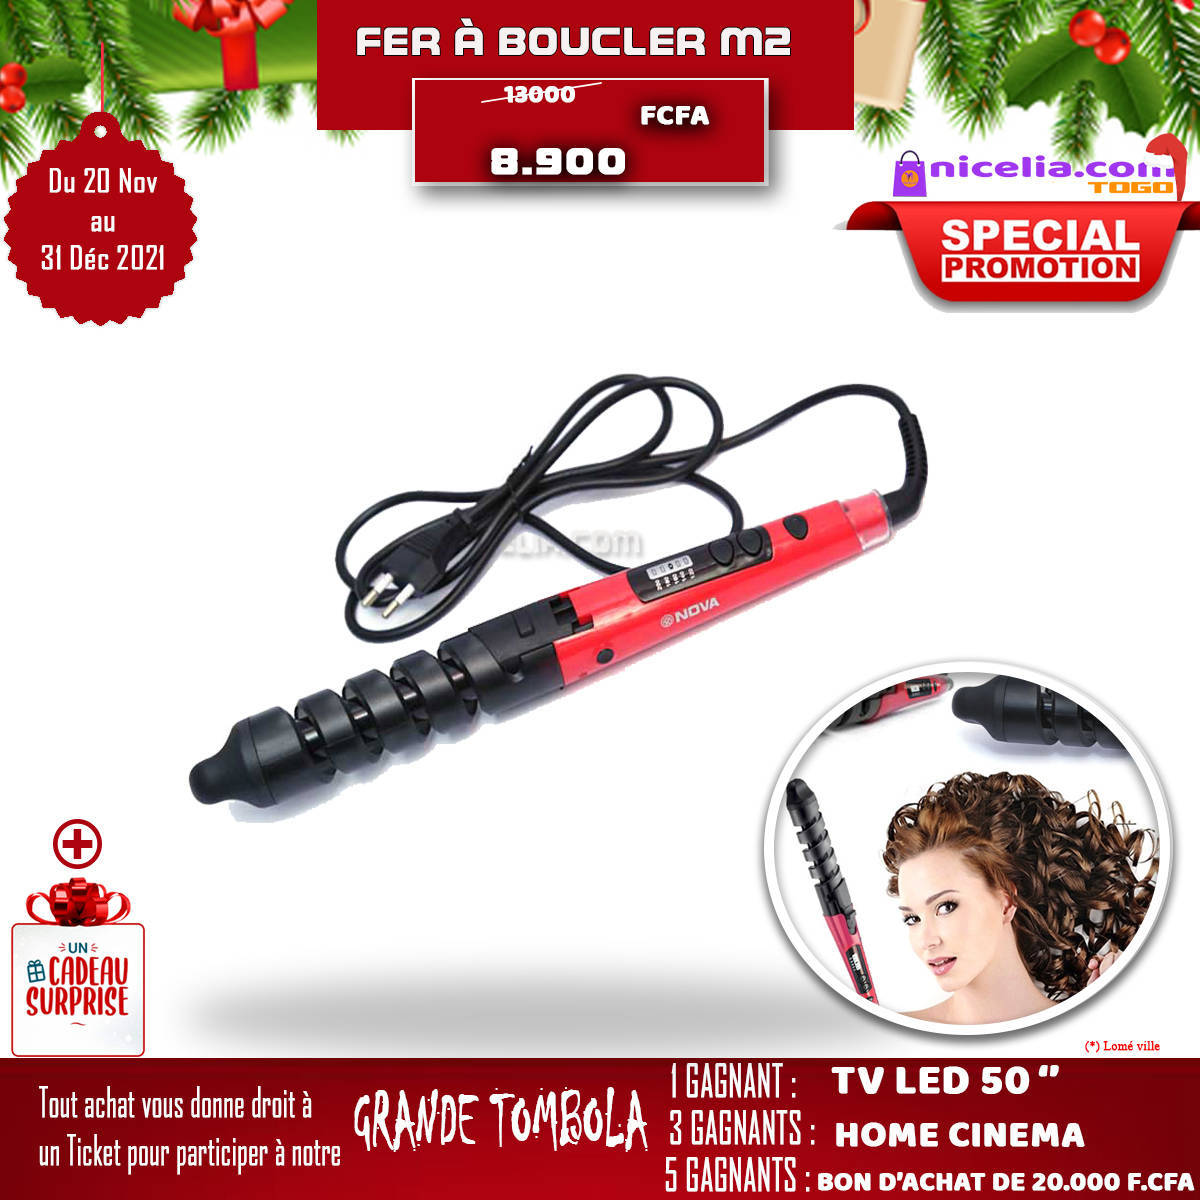 FER À BOUCLER M2
13000
FCFA
8.900
Du 20 Nov
au
31 Déc 2021
nicelia.com
TOGO
SPECIAL
PROMOTION
NOVA
UN
CADEAU
SURPRISE
(*) Lomé ville
Tout achat vous donne droit à
un Ticket pour participer à notre
GRANDE TOMBOLA
1 GAGNANT : TV LED 50 ‘’
3 GAGNANTS : HOME CINEMA
5 GAGNANTS : BON D’ACHAT DE 20.000 F.CFA